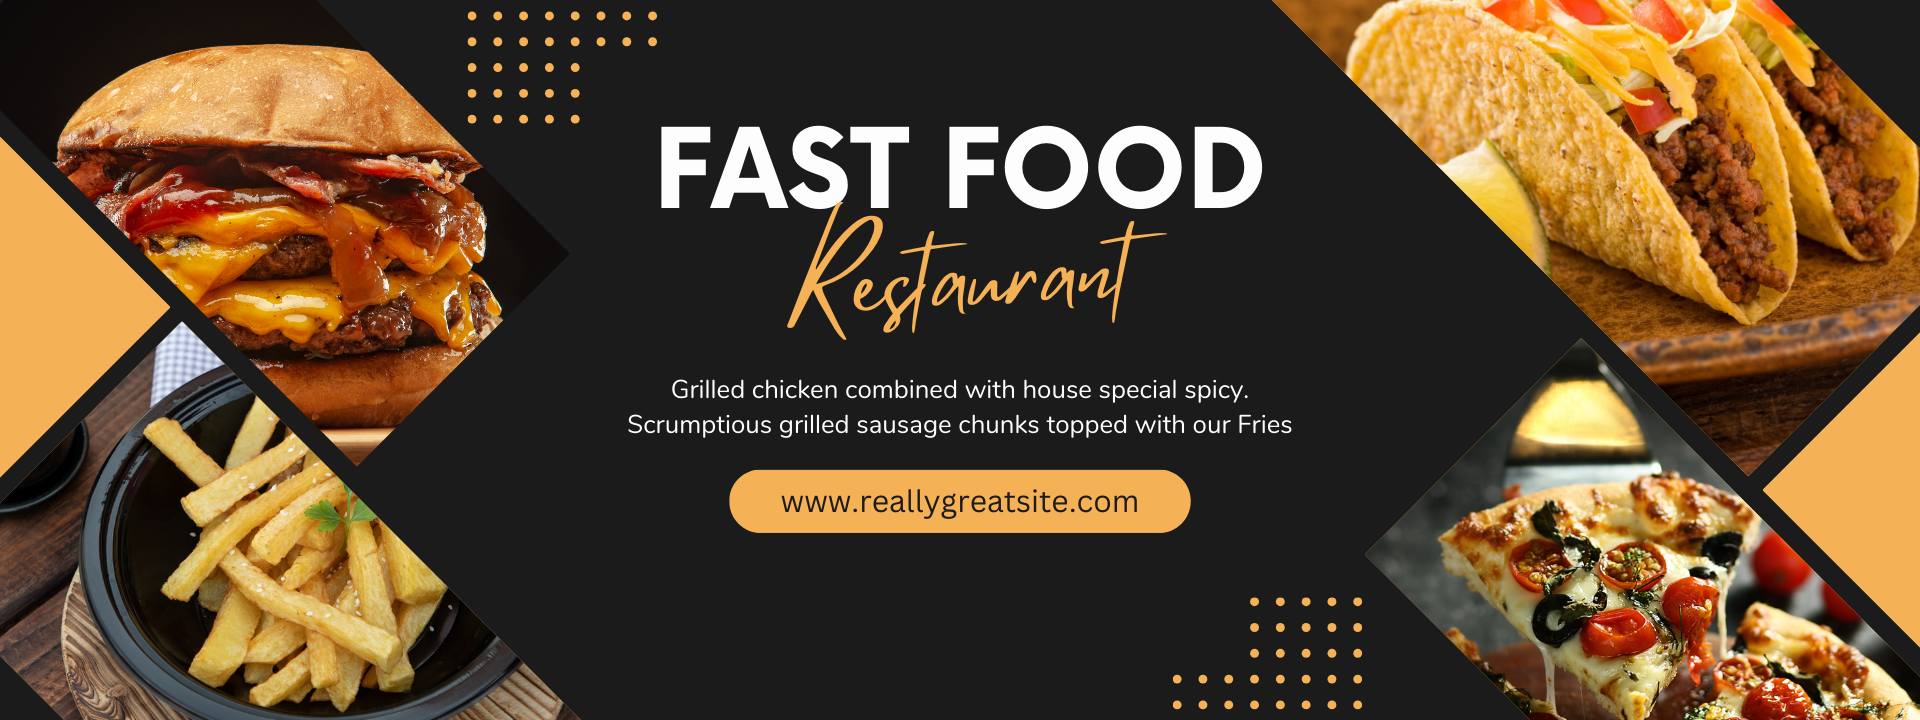 FAST FOOD
Restaurant
Grilled chicken combined with house special spicy.
Scrumptious grilled sausage chunks topped with our Fries
www.reallygreatsite.com